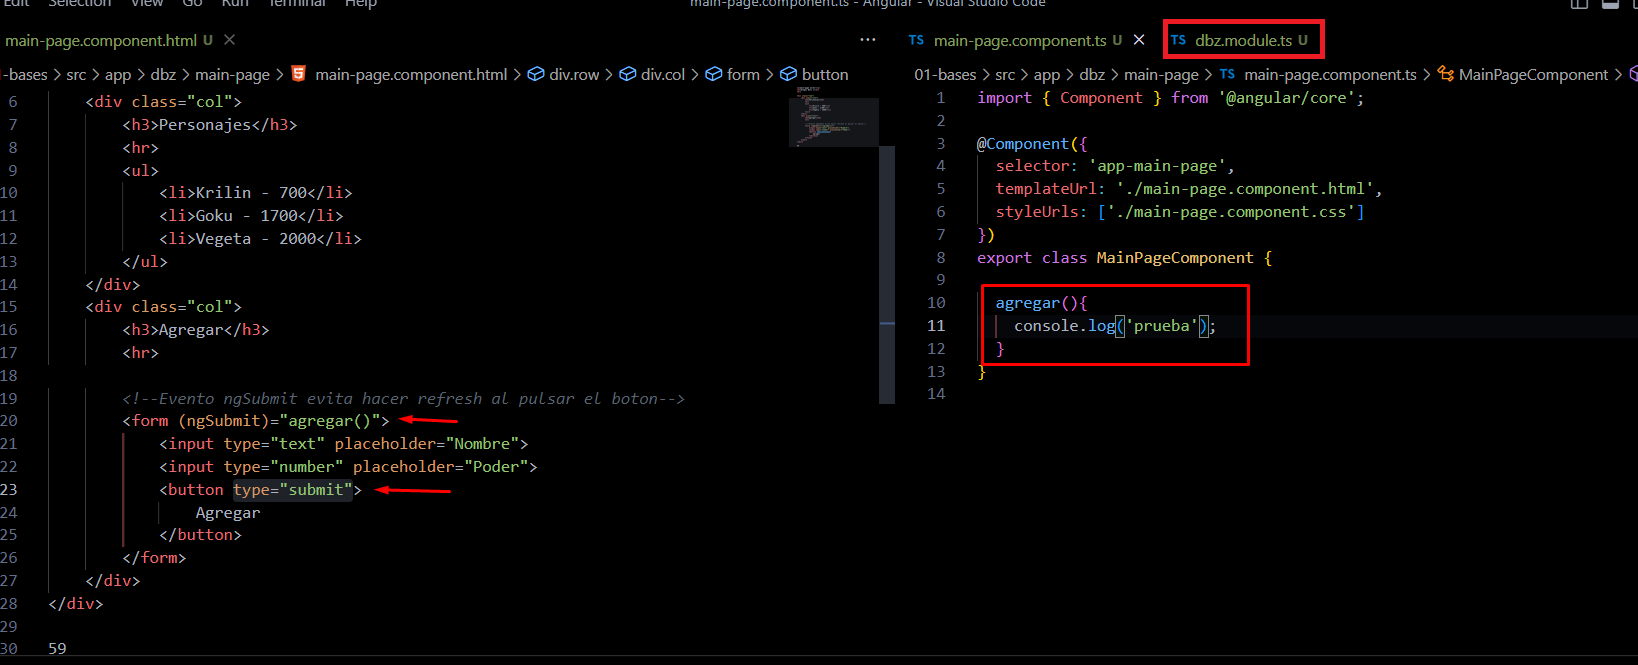 Edit Selection View Go Run Terminal Help main-page.component.ts - Angular - Visual Studio Code
main-page.component.html U
-bases > src > app > dbz > main-page > main-page.component.html > div.row > div.col > form > button
6 <div class="col">
7 <h3>Personajes</h3>
8 <hr>
9 <ul>
10 <li>Krilin - 700</li>
11 <li>Goku - 1700</li>
12 <li>Vegeta - 2000</li>
13 </ul>
14 </div>
15 <div class="col">
16 <h3>Agregar</h3>
17 <hr>
18
19 <!--Evento ngSubmit evita hacer refresh al pulsar el boton-->
20 <form (ngSubmit)="agregar()">
21 <input type="text" placeholder="Nombre">
22 <input type="number" placeholder="Poder">
23 <button type="submit">
24 Agregar
25 </button>
26 </form>
27 </div>
28 </div>
29
30 59
TS main-page.component.ts U TS dbz.module.ts U
01-bases > src > app > dbz > main-page > TS main-page.component.ts > MainPageComponent >
1 import { Component } from '@angular/core';
2
3 @Component({
4 selector: 'app-main-page',
5 templateUrl: './main-page.component.html',
6 styleUrls: ['./main-page.component.css']
7 })
8 export class MainPageComponent {
9
10 agregar(){
11 console.log('prueba');
12 }
13 }
14